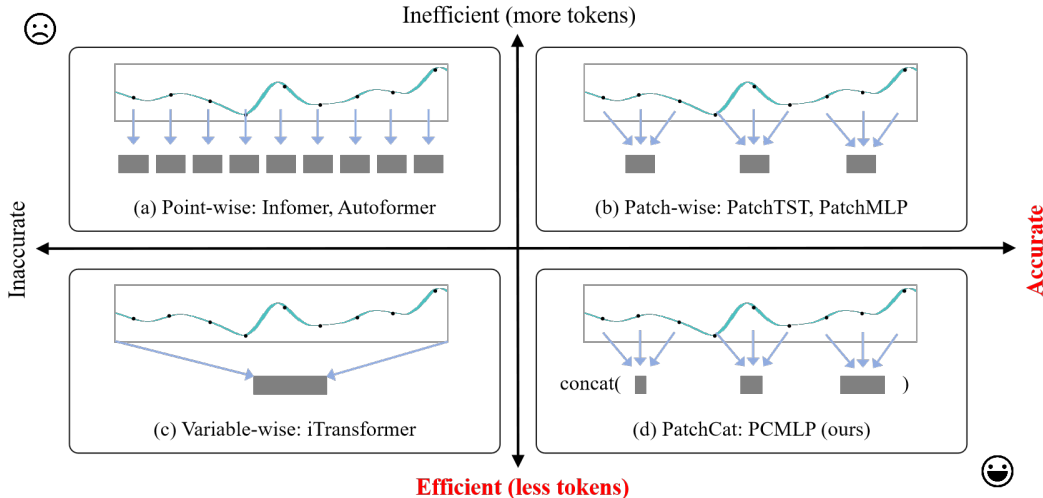 Inefficient (more tokens)
(a) Point-wise: Infomer, Autoformer
(b) Patch-wise: PatchTST, PatchMLP
Inaccurate
Accurate
concat(
)
(c) Variable-wise: iTransformer
(d) PatchCat: PCMLP (ours)
Efficient (less tokens)